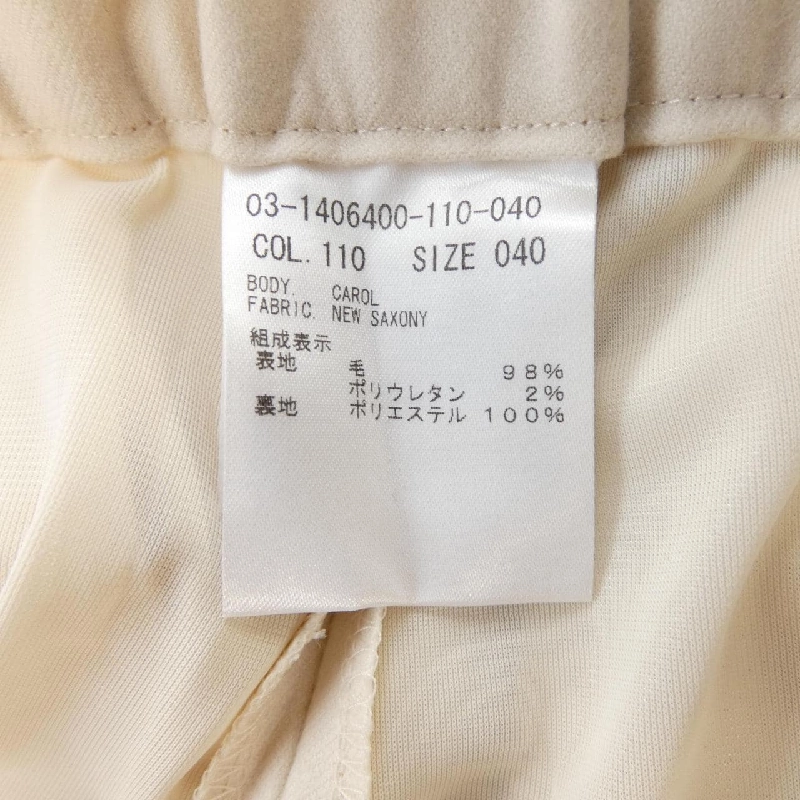 03-1406400-110-040
COL. 110 SIZE 040
BODY. CAROL
FABRIC. NEW SAXONY
組成表示
表地 毛 98%
ポリウレタン 2%
裏地 ポリエステル 100%